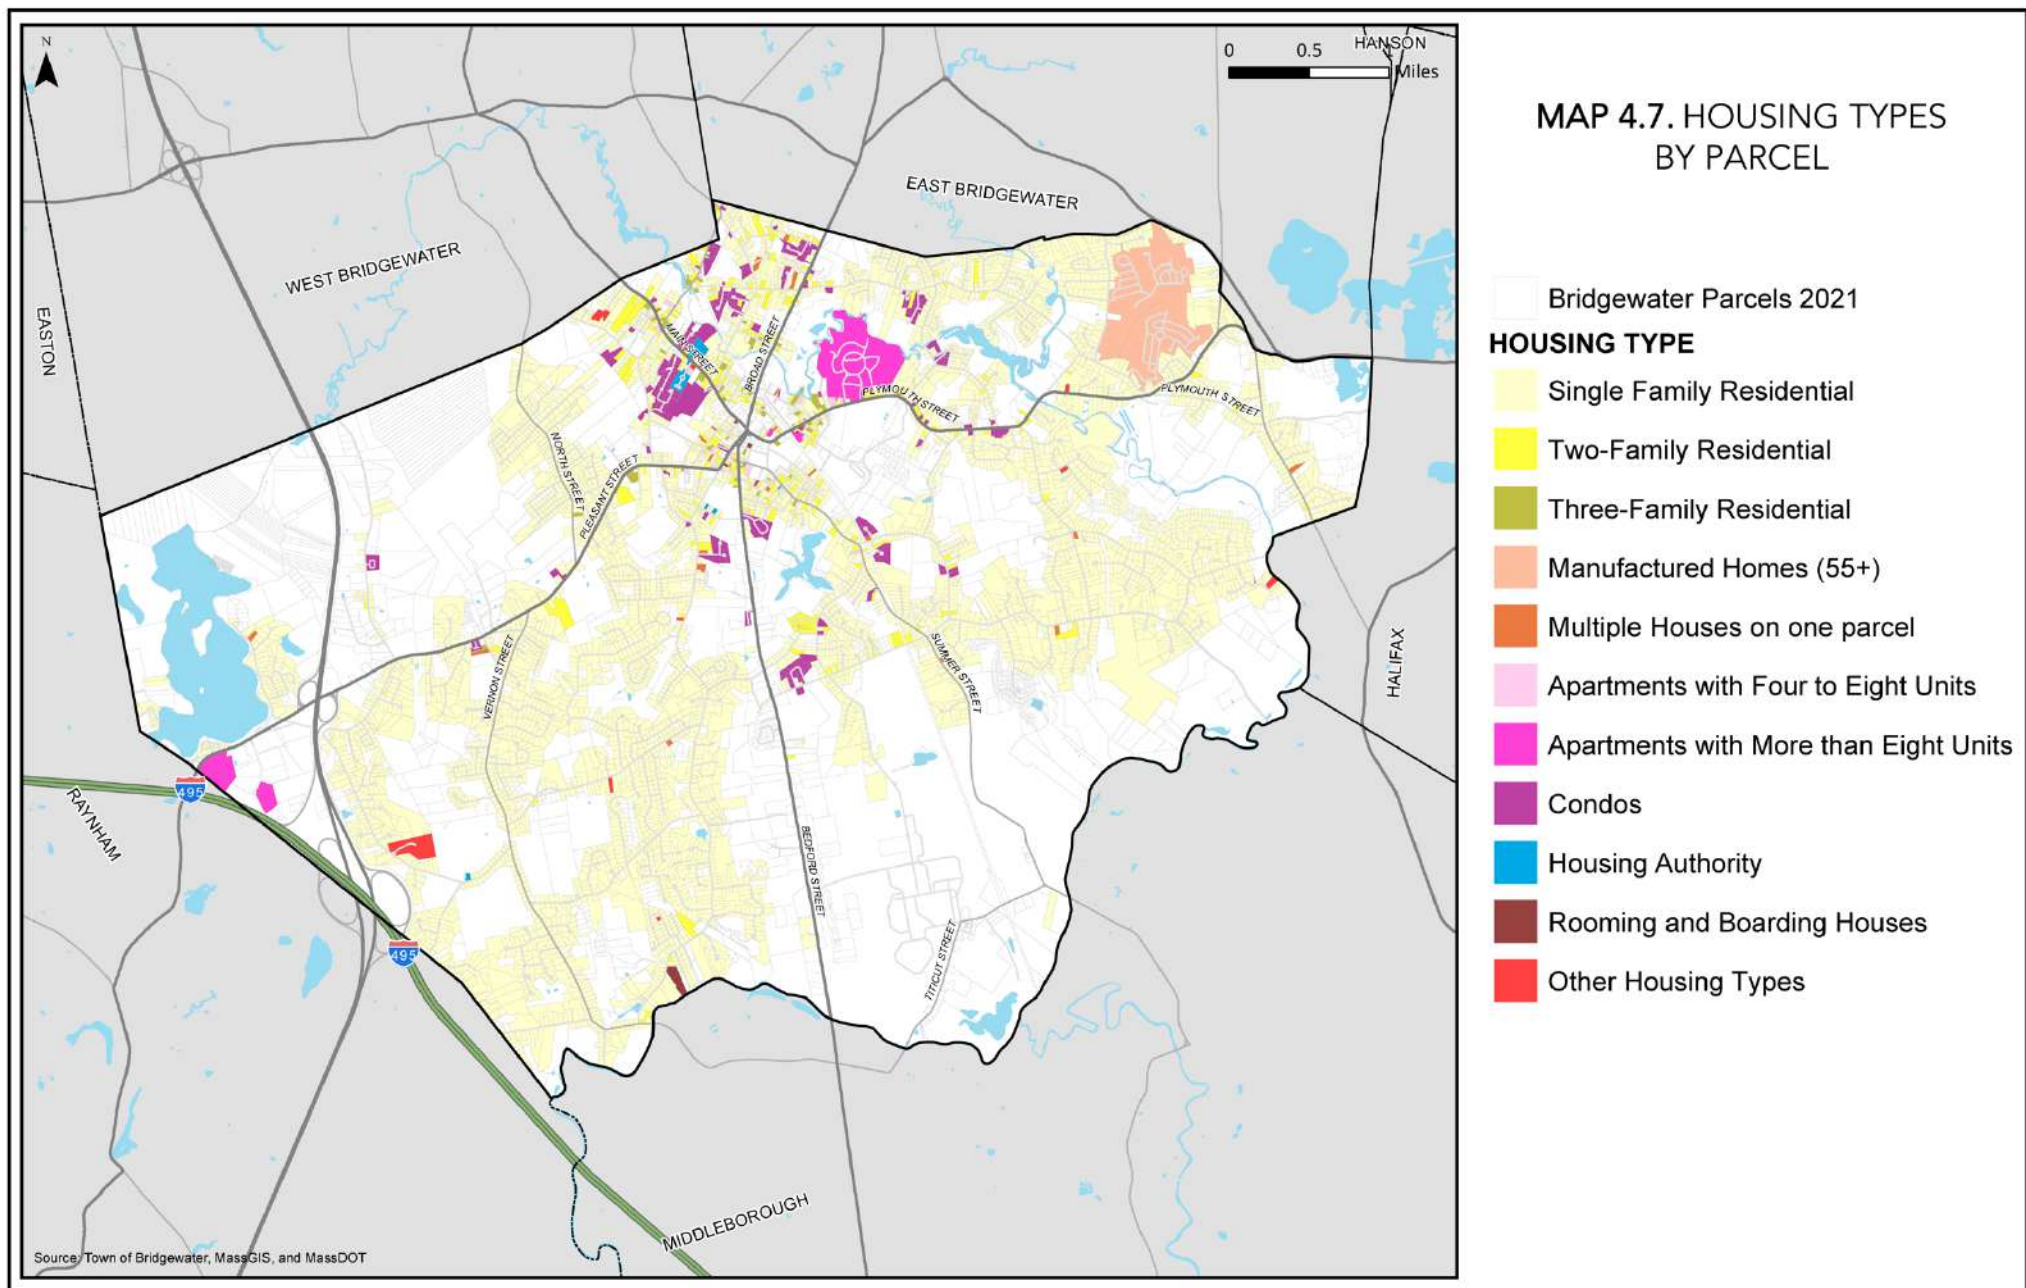 N
0 0.5 1
Miles
HANSON
EAST BRIDGEWATER
WEST BRIDGEWATER
EASTON
MAIN STREET
BROAD STREET
PLYMOUTH STREET
PLYMOUTH STREET
NORTH STREET
PLEASANT STREET
VERNON STREET
SUMMER STREET
HALIFAX
495
RAYNHAM
BEDFORD STREET
495
TITICUT STREET
MIDDLEBOROUGH
Source: Town of Bridgewater, MassGIS, and MassDOT
MAP 4.7. HOUSING TYPES
BY PARCEL
Bridgewater Parcels 2021
HOUSING TYPE
Single Family Residential
Two-Family Residential
Three-Family Residential
Manufactured Homes (55+)
Multiple Houses on one parcel
Apartments with Four to Eight Units
Apartments with More than Eight Units
Condos
Housing Authority
Rooming and Boarding Houses
Other Housing Types